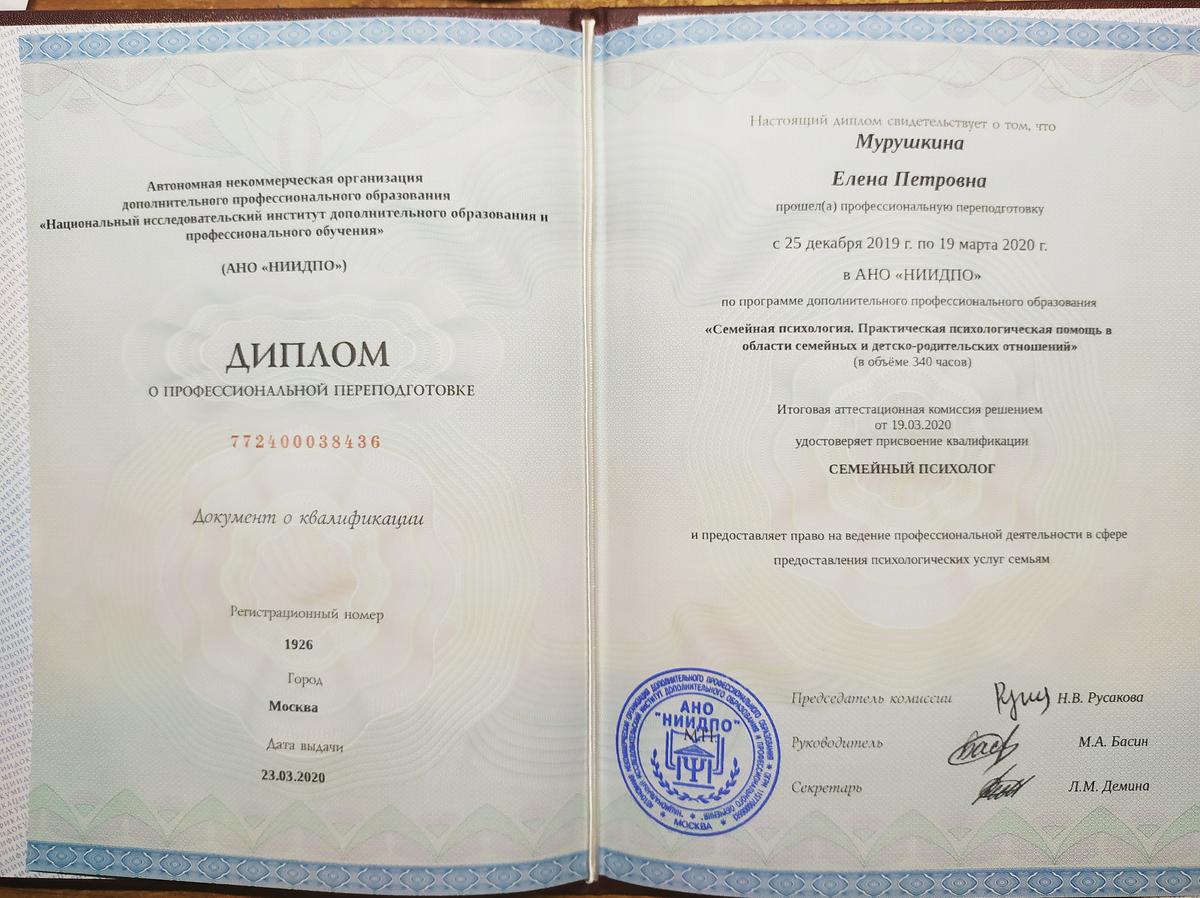 Автономная некоммерческая организация
дополнительного профессионального образования
«Национальный исследовательский институт дополнительного образования и
профессионального обучения»
(АНО «НИИДПО»)
ДИПЛОМ
О ПРОФЕССИОНАЛЬНОЙ ПЕРЕПОДГОТОВКЕ
772400038436
Документ о квалификации
Регистрационный номер
1926
Город
Москва
Дата выдачи
23.03.2020
Настоящий диплом свидетельствует о том, что
Мурушкина
Елена Петровна
прошел(а) профессиональную переподготовку
с 25 декабря 2019 г. по 19 марта 2020 г.
в АНО «НИИДПО»
по программе дополнительного профессионального образования
«Семейная психология. Практическая психологическая помощь в
области семейных и детско-родительских отношений»
(в объёме 340 часов)
Итоговая аттестационная комиссия решением
от 19.03.2020
удостоверяет присвоение квалификации
СЕМЕЙНЫЙ ПСИХОЛОГ
и предоставляет право на ведение профессиональной деятельности в сфере
предоставления психологических услуг семьям
Председатель комиссии Н.В. Русакова
Руководитель М.А. Басин
Секретарь Л.М. Демина
АНО
"НИИДПО"
М.П.
МОСКВА